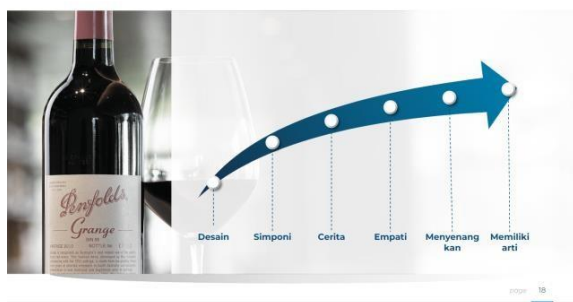 Penfolds
Grange
Desain
Simponi
Cerita
Empati
Menyenang
kan
Memiliki
arti
page 18